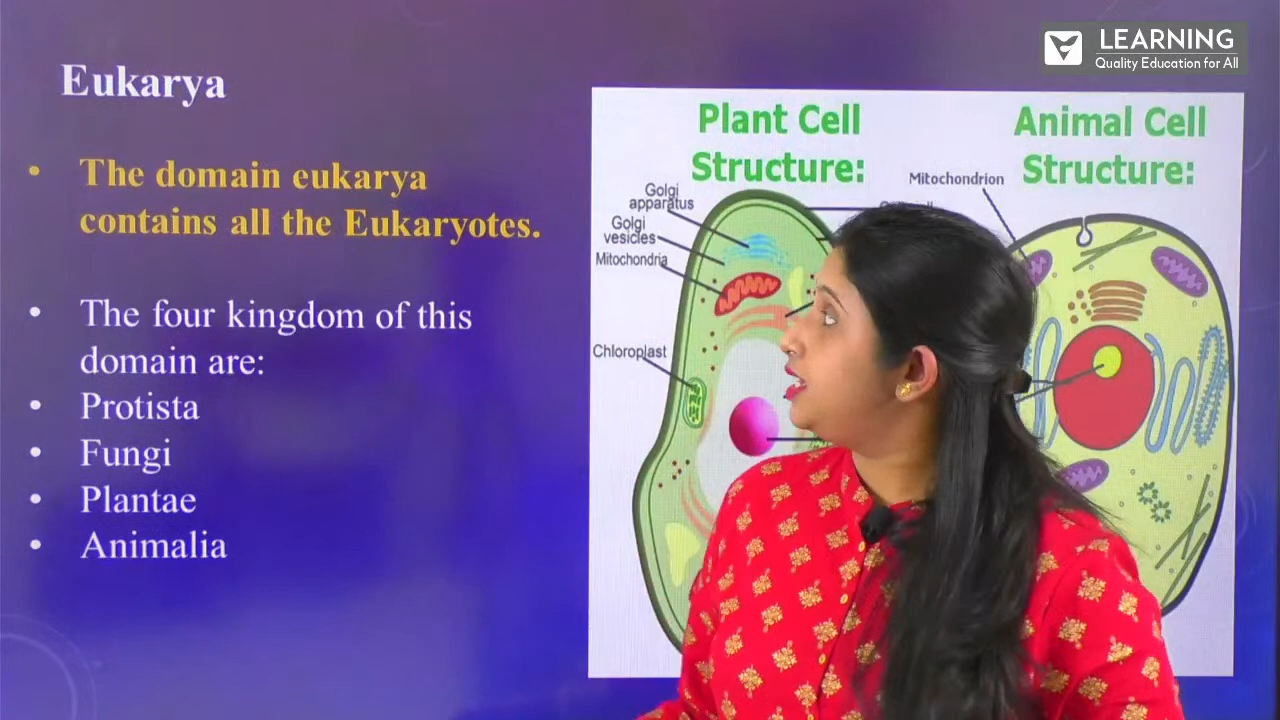 LEARNING
Quality Education for All
Eukarya
• The domain eukarya
contains all the Eukaryotes.
• The four kingdom of this
domain are:
• Protista
• Fungi
• Plantae
• Animalia
Plant Cell
Structure:
Animal Cell
Structure:
Golgi
apparatus
Golgi
vesicles
Mitochondria
Chloroplast
Mitochondrion